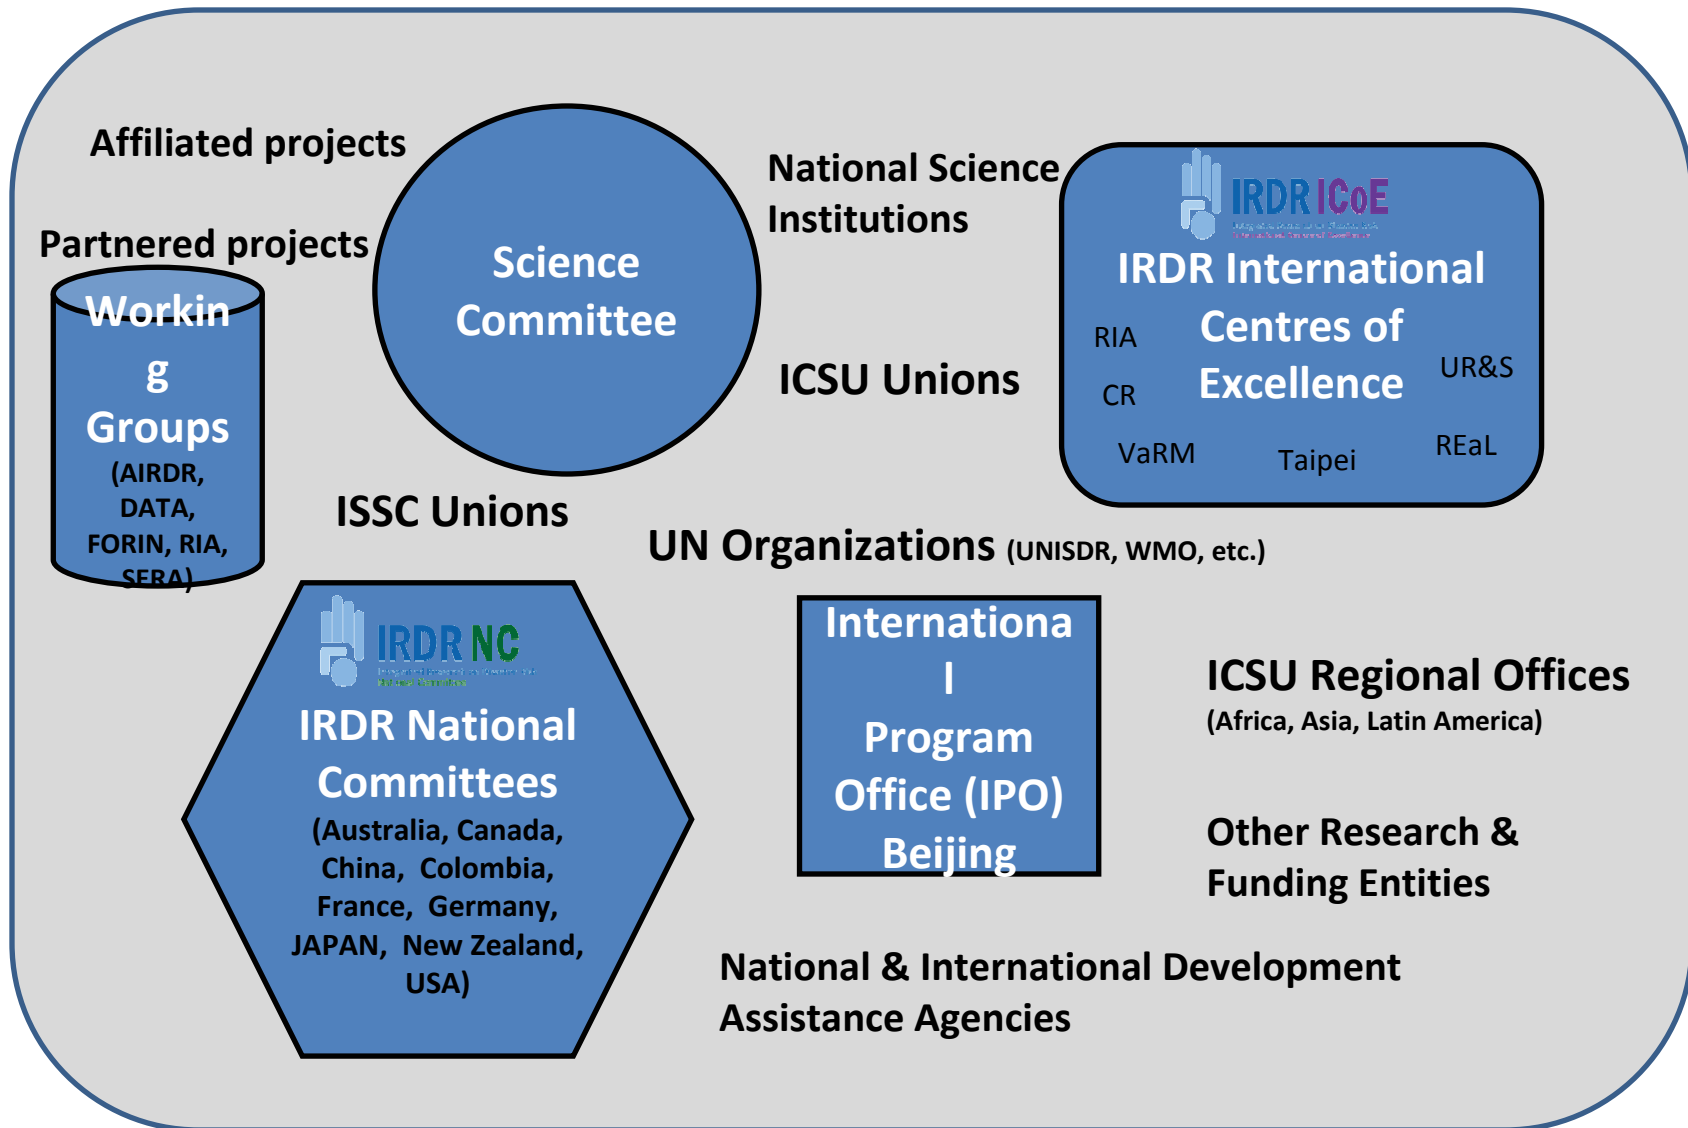 Affiliated projects
Partnered projects
Workin
g
Groups
(AIRDR,
DATA,
FORIN, RIA,
SERA)
Science
Committee
National Science
Institutions
ICSU Unions
IRDR ICoE
IRDR International
Centres of
Excellence
RIA
CR
VaRM
Taipei
REaL
UR&S
ISSC Unions
UN Organizations (UNISDR, WMO, etc.)
IRDR NC
IRDR National
Committees
(Australia, Canada,
China, Colombia,
France, Germany,
JAPAN, New Zealand,
USA)
Internationa
l
Program
Office (IPO)
Beijing
ICSU Regional Offices
(Africa, Asia, Latin America)
Other Research &
Funding Entities
National & International Development
Assistance Agencies